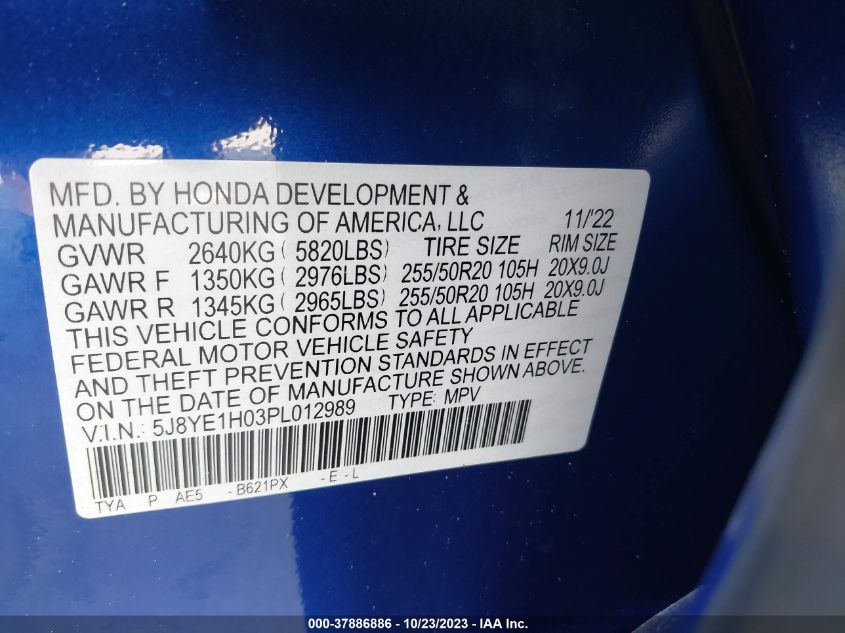 MFD. BY HONDA DEVELOPMENT &
MANUFACTURING OF AMERICA, LLC 11/'22
GVWR 2640KG ( 5820LBS) TIRE SIZE RIM SIZE
GAWR F 1350KG ( 2976LBS) 255/50R20 105H 20X9.0J
GAWR R 1345KG ( 2965LBS) 255/50R20 105H 20X9.0J
THIS VEHICLE CONFORMS TO ALL APPLICABLE
FEDERAL MOTOR VEHICLE SAFETY
AND THEFT PREVENTION STANDARDS IN EFFECT
ON THE DATE OF MANUFACTURE SHOWN ABOVE.
V.I.N.: 5J8YE1H03PL012989 TYPE: MPV
TYA P AE5 - B621PX - E - L
000-37886886 - 10/23/2023 - IAA Inc.